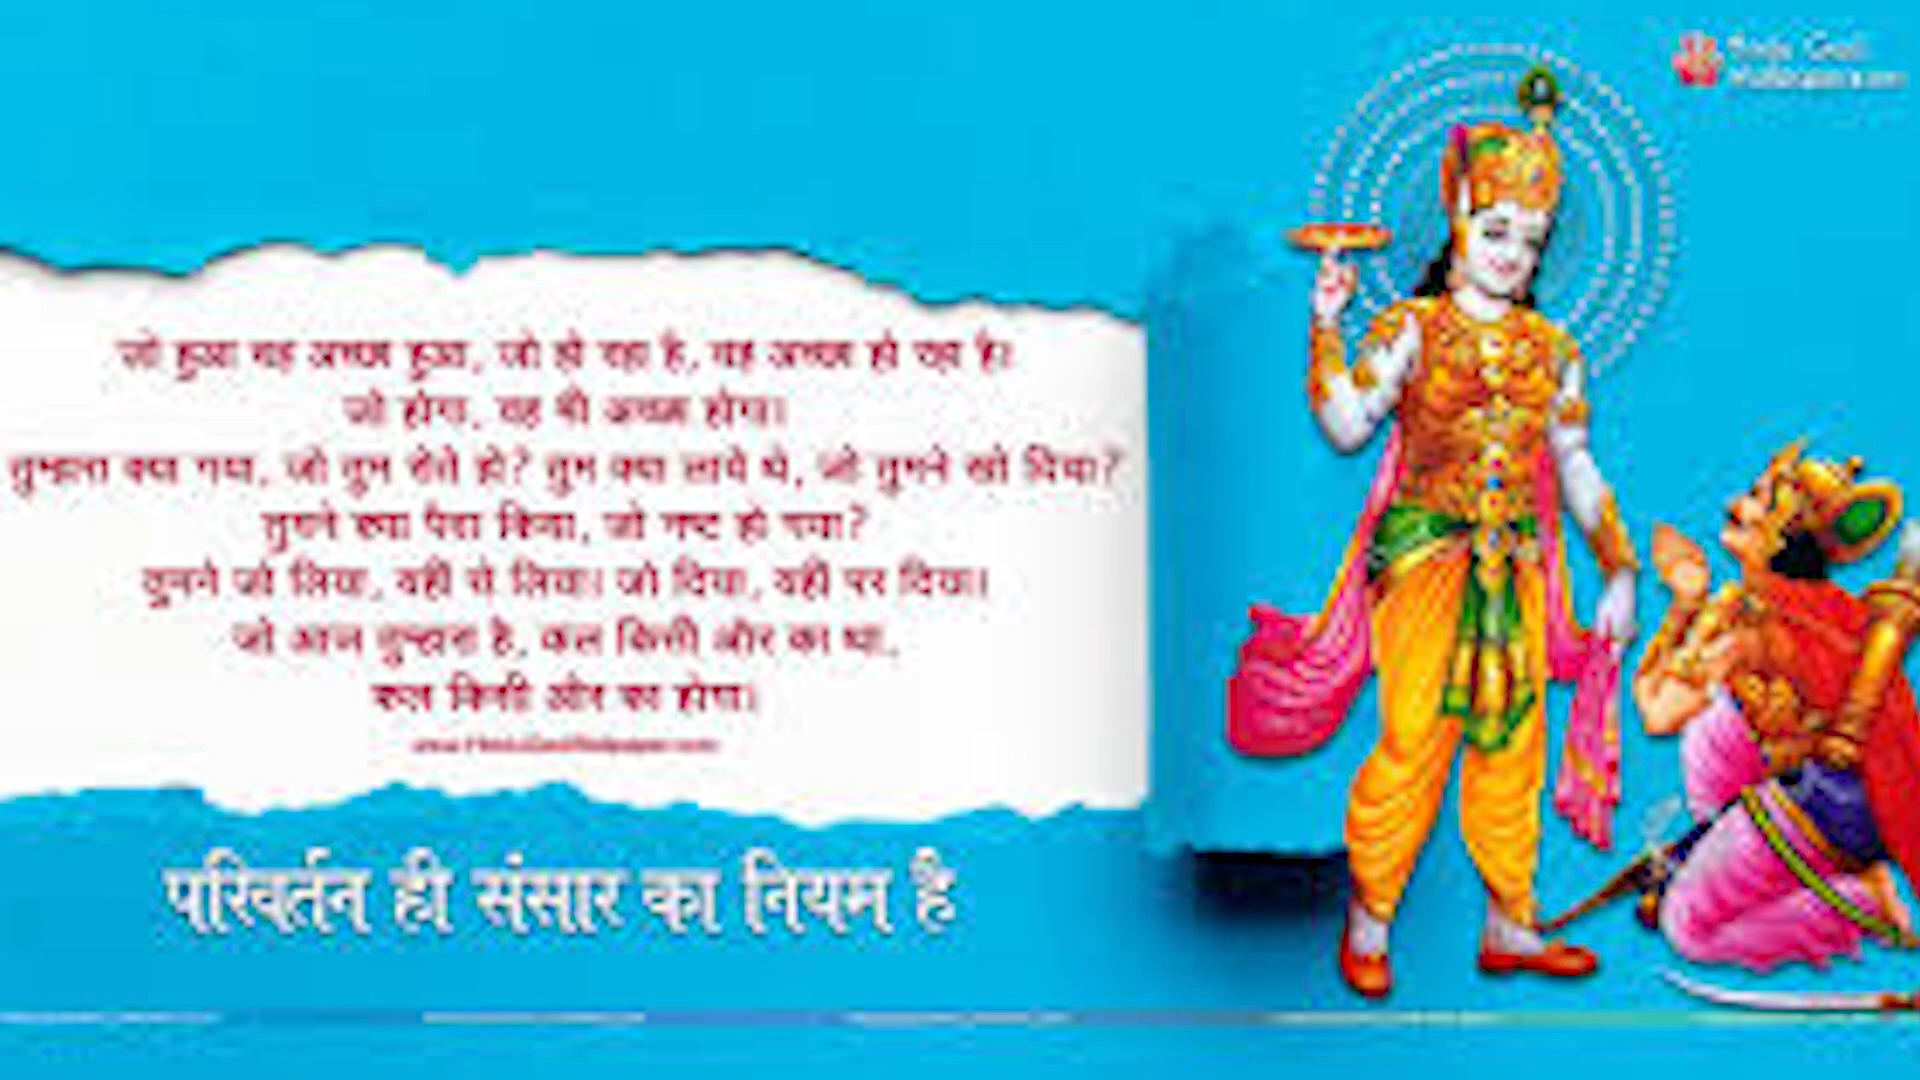 जो हुआ वह अच्छा हुआ, जो हो रहा है, वह अच्छा हो रहा है।
जो होगा, वह भी अच्छा होगा।
तुम्हारा क्या गया, जो तुम रोते हो? तुम क्या लाये थे, जो तुमने खो दिया?
तुमने क्या पैदा किया, जो नष्ट हो गया?
तुमने जो लिया, यहीं से लिया। जो दिया, यहीं पर दिया।
जो आज तुम्हारा है, कल किसी और का था,
कल किसी और का होगा।
परिवर्तन ही संसार का नियम है